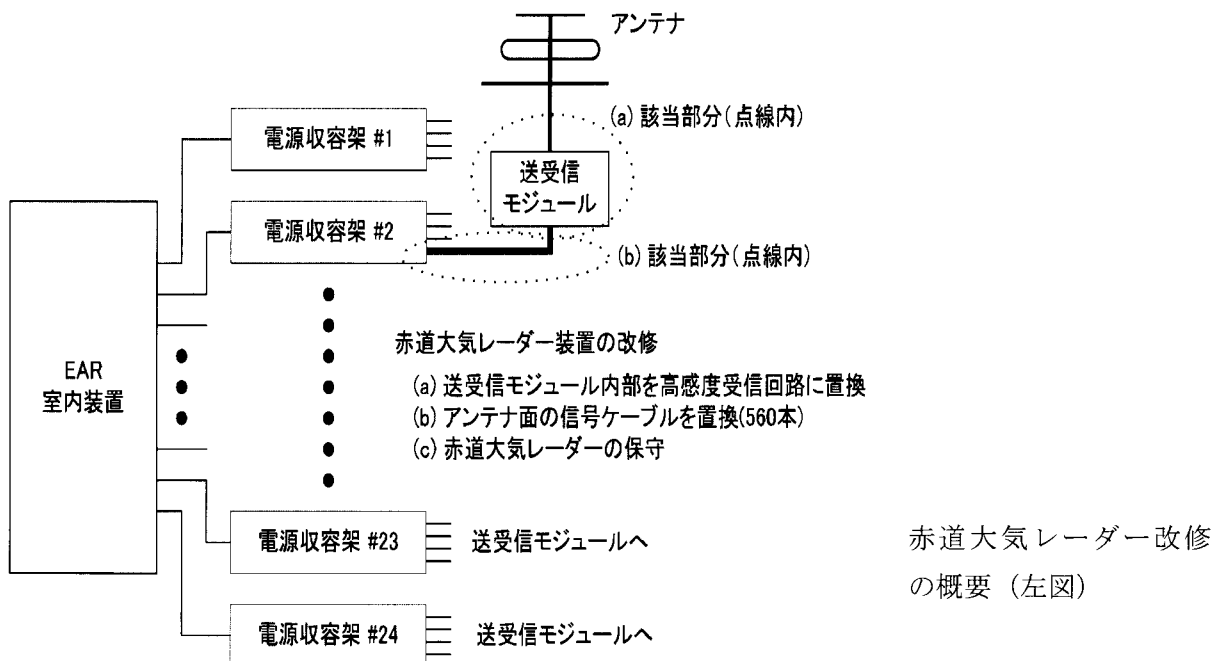 アンテナ
(a) 該当部分(点線内)
電源収容架 #1
送受信
モジュール
電源収容架 #2
(b) 該当部分(点線内)
EAR
室内装置
赤道大気レーダー装置の改修
(a) 送受信モジュール内部を高感度受信回路に置換
(b) アンテナ面の信号ケーブルを置換(560本)
(c) 赤道大気レーダーの保守
電源収容架 #23
送受信モジュールへ
電源収容架 #24
送受信モジュールへ
赤道大気レーダー改修
の概要（左図）